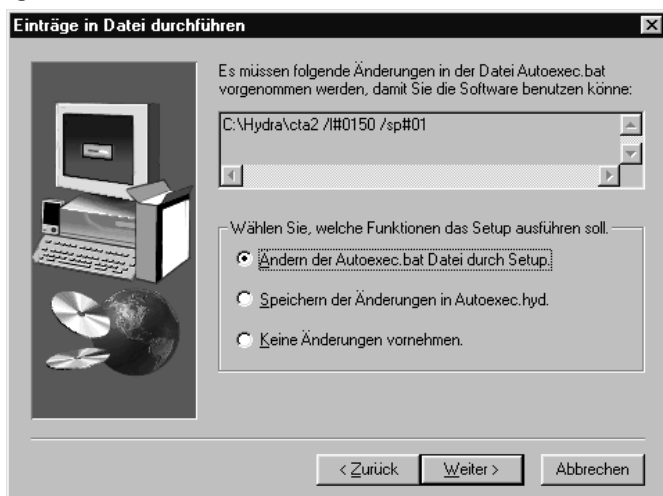 Einträge in Datei durchführen
Es müssen folgende Änderungen in der Datei Autoexec.bat
vorgenommen werden, damit Sie die Software benutzen könne:
C:\Hydra\cta2 /I#0150 /sp#01
Wählen Sie, welche Funktionen das Setup ausführen soll.
Ändern der Autoexec.bat Datei durch Setup.
Speichern der Änderungen in Autoexec.hyd.
Keine Änderungen vornehmen.
< Zurück Weiter > Abbrechen